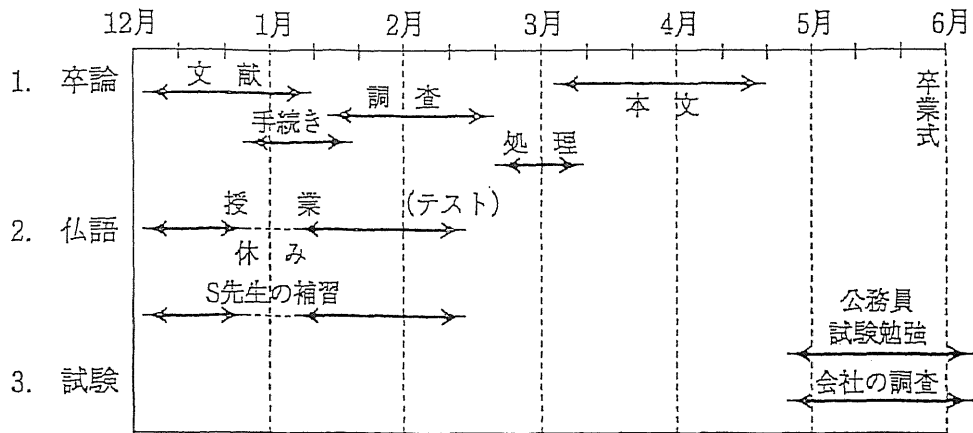 12月 1月 2月 3月 4月 5月 6月
1. 卒論
文献
調査
手続き
処理
本文
卒業式
2. 仏語
授業
(テスト)
休み
S先生の補習
公務員
試験勉強
3. 試験
会社の調査